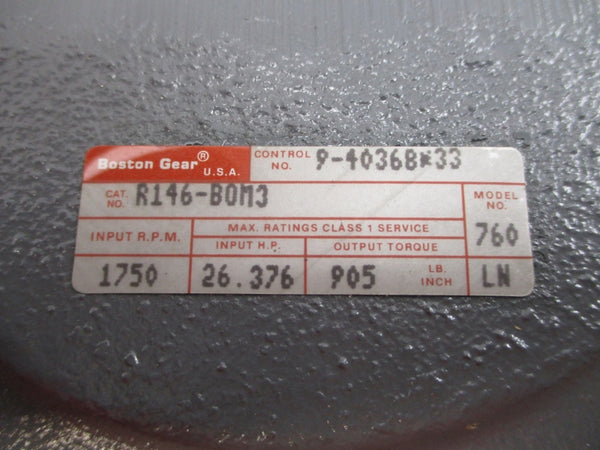 Boston Gear® U.S.A.
CONTROL NO. 9-40368*33
CAT. NO. R146-B0M3
MODEL NO.
760
LN
INPUT R.P.M.
1750
MAX. RATINGS CLASS 1 SERVICE
INPUT H.P. OUTPUT TORQUE
26.376 905 LB. INCH